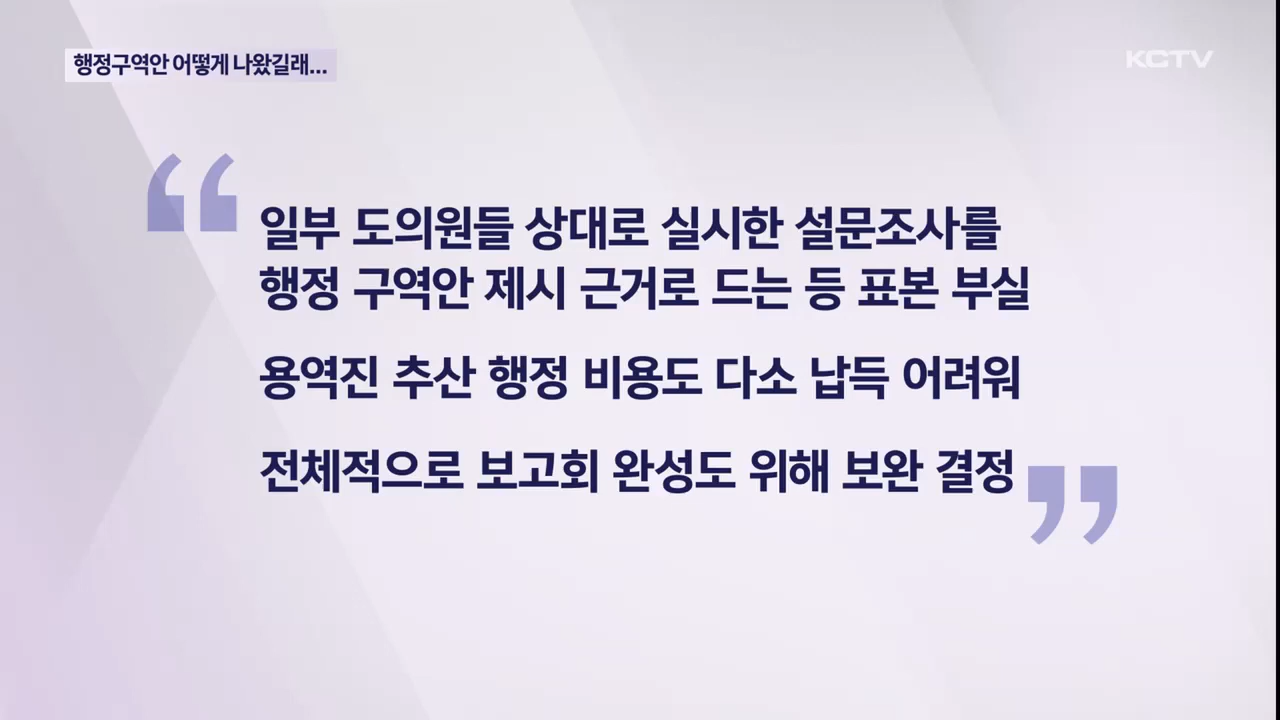 행정구역안 어떻게 나왔길래...
KCTV
“일부 도의원들 상대로 실시한 설문조사를
행정 구역안 제시 근거로 드는 등 표본 부실
용역진 추산 행정 비용도 다소 납득 어려워
전체적으로 보고회 완성도 위해 보완 결정”